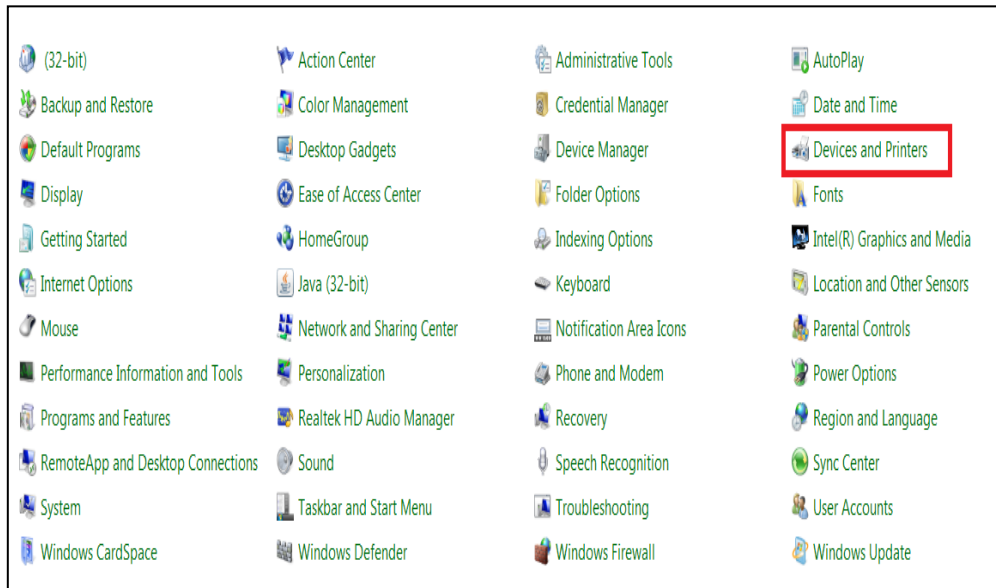 (32-bit) Action Center Administrative Tools AutoPlay
Backup and Restore Color Management Credential Manager Date and Time
Default Programs Desktop Gadgets Device Manager Devices and Printers
Display Ease of Access Center Folder Options Fonts
Getting Started HomeGroup Indexing Options Intel(R) Graphics and Media
Internet Options Java (32-bit) Keyboard Location and Other Sensors
Mouse Network and Sharing Center Notification Area Icons Parental Controls
Performance Information and Tools Personalization Phone and Modem Power Options
Programs and Features Realtek HD Audio Manager Recovery Region and Language
RemoteApp and Desktop Connections Sound Speech Recognition Sync Center
System Taskbar and Start Menu Troubleshooting User Accounts
Windows CardSpace Windows Defender Windows Firewall Windows Update